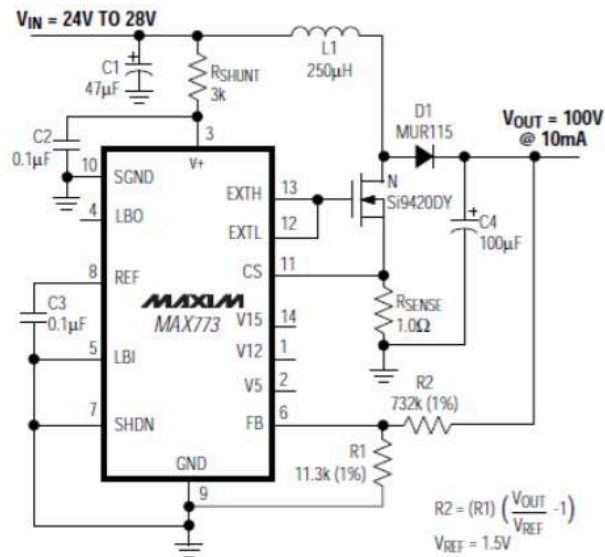 VIN = 24V TO 28V
C1
47µF
RSHUNT
3k
L1
250µH
D1
MUR115
VOUT = 100V
@ 10mA
C2
0.1µF
3
V+
10
SGND
4
LBO
8
REF
C3
0.1µF
5
LBI
7
SHDN
MAXIM
MAX773
EXTH
13
EXTL
12
CS
11
V15
14
V12
1
V5
2
FB
6
GND
9
N
Si9420DY
C4
100µF
RSENSE
1.0Ω
R2
732k (1%)
R1
11.3k (1%)
R2 = (R1) (VOUT/VREF -1)
VREF = 1.5V